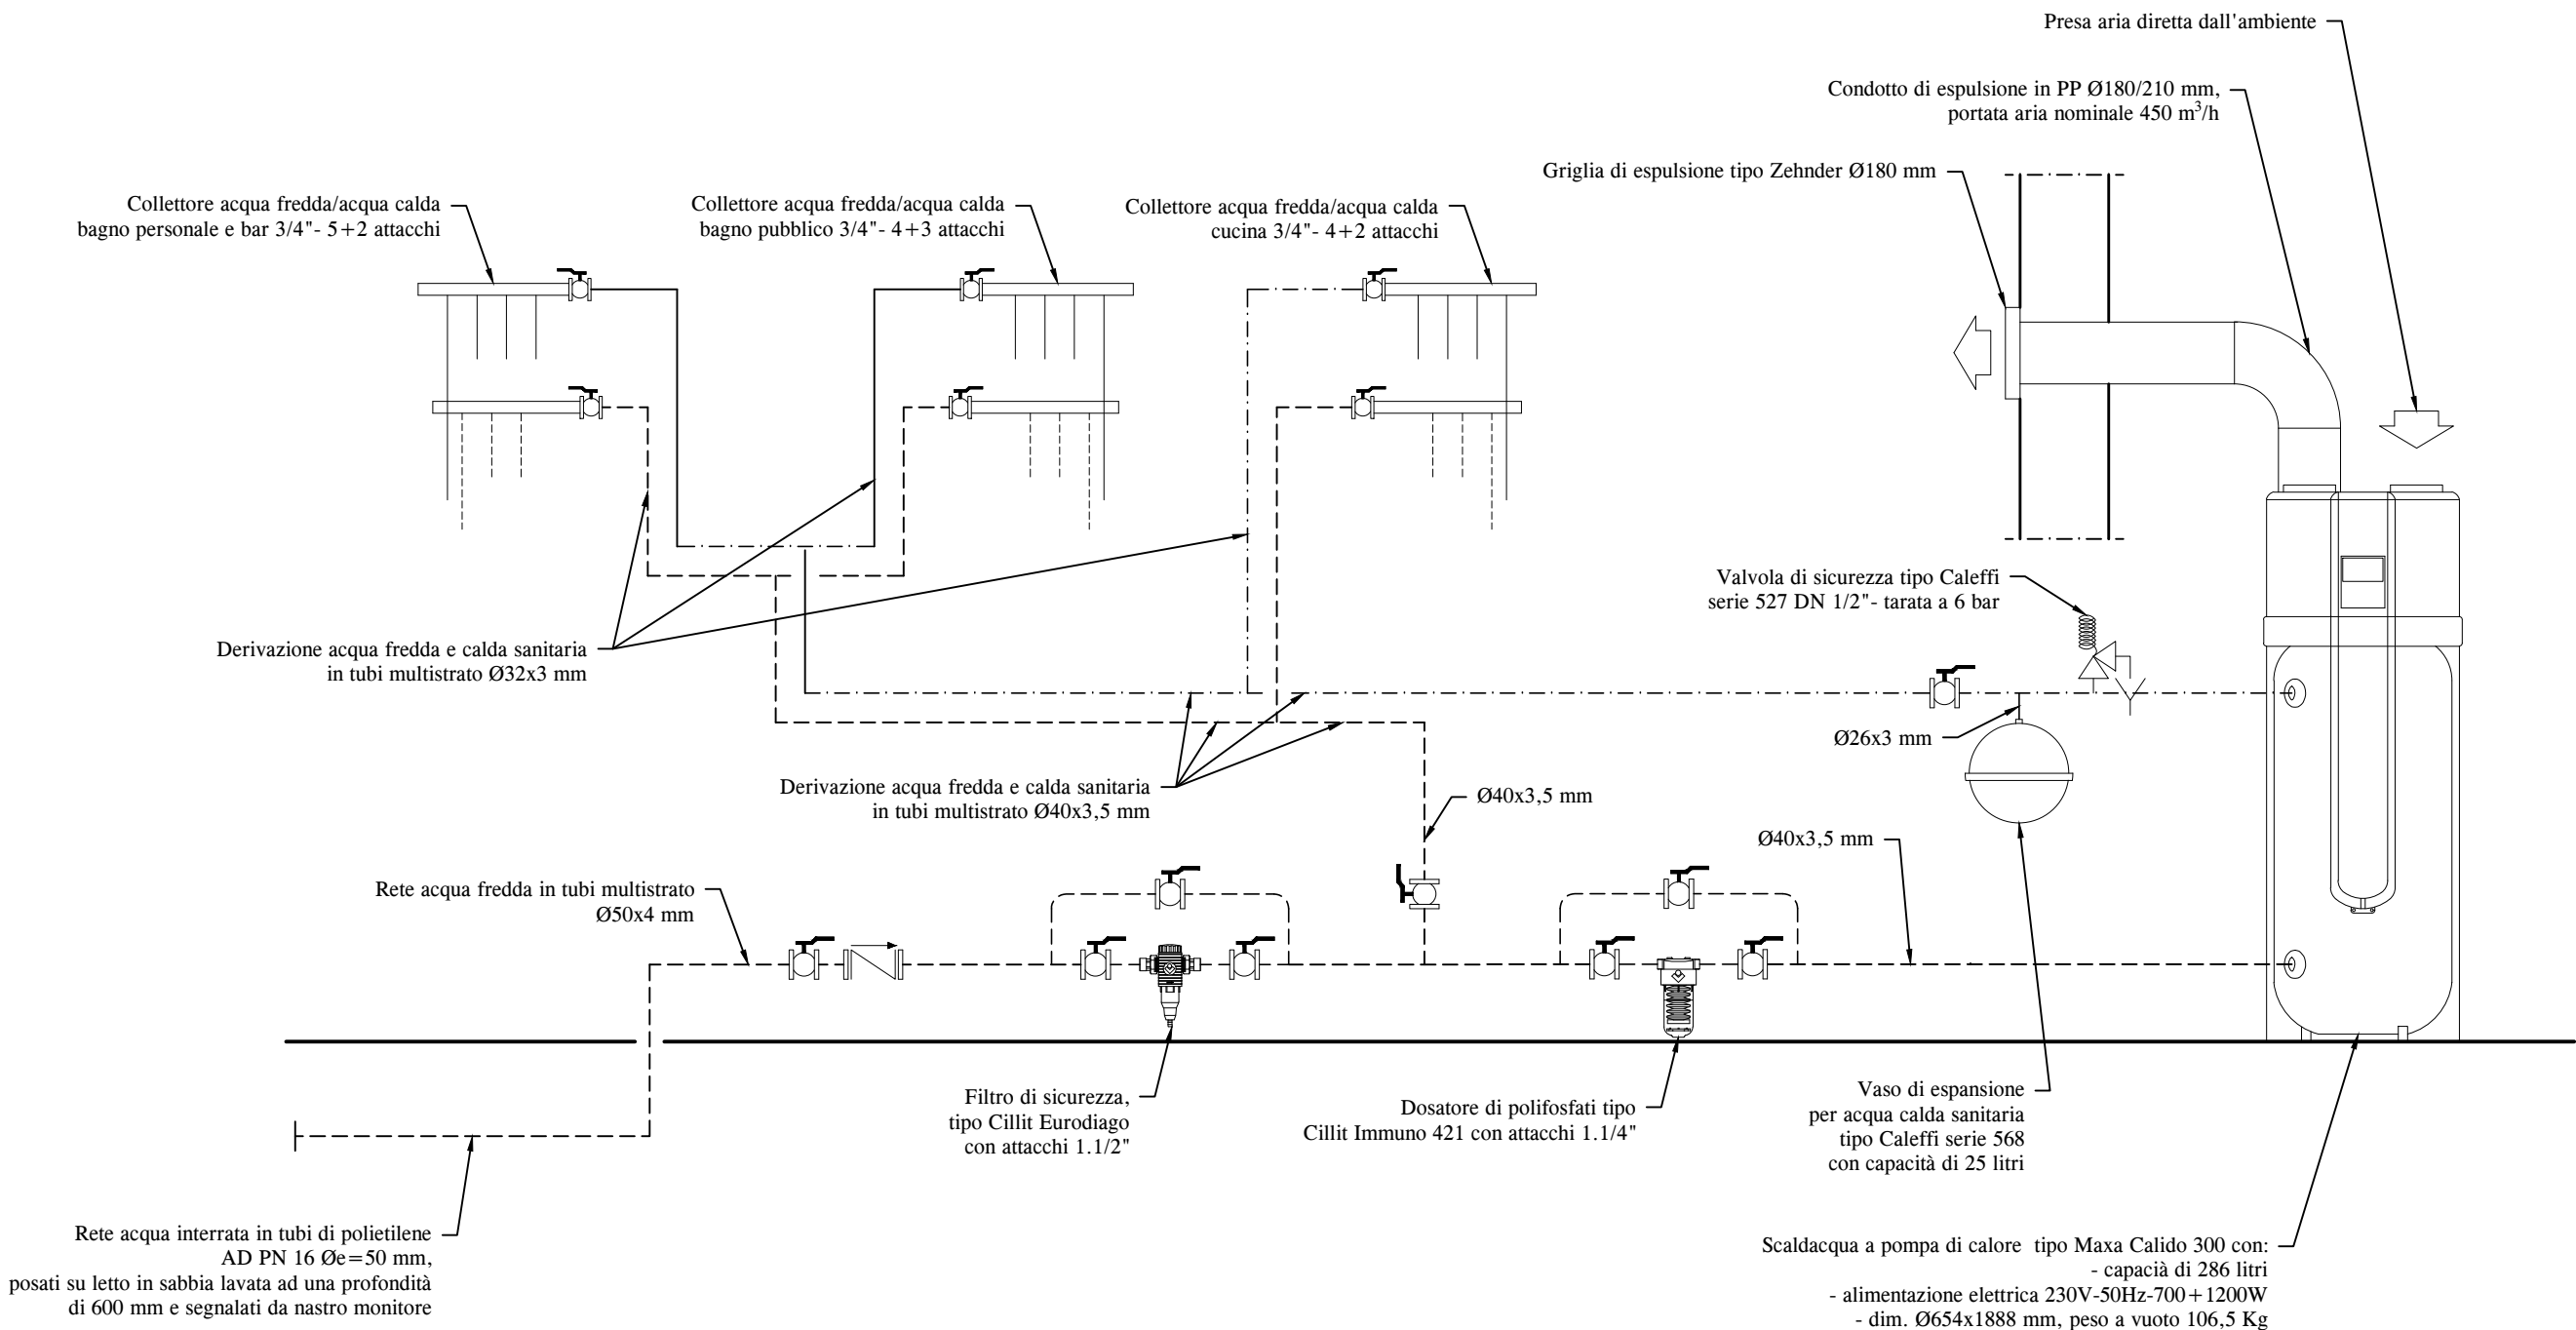 Presa aria diretta dall'ambiente
Condotto di espulsione in PP Ø180/210 mm,
portata aria nominale 450 m³/h
Griglia di espulsione tipo Zehnder Ø180 mm
Collettore acqua fredda/acqua calda
bagno personale e bar 3/4"- 5+2 attacchi
Collettore acqua fredda/acqua calda
bagno pubblico 3/4"- 4+3 attacchi
Collettore acqua fredda/acqua calda
cucina 3/4"- 4+2 attacchi
Valvola di sicurezza tipo Caleffi
serie 527 DN 1/2"- tarata a 6 bar
Derivazione acqua fredda e calda sanitaria
in tubi multistrato Ø32x3 mm
Ø26x3 mm
Derivazione acqua fredda e calda sanitaria
in tubi multistrato Ø40x3,5 mm
Ø40x3,5 mm
Ø40x3,5 mm
Rete acqua fredda in tubi multistrato
Ø50x4 mm
Filtro di sicurezza,
tipo Cillit Eurodiago
con attacchi 1.1/2"
Dosatore di polifosfati tipo
Cillit Immuno 421 con attacchi 1.1/4"
Vaso di espansione
per acqua calda sanitaria
tipo Caleffi serie 568
con capacità di 25 litri
Rete acqua interrata in tubi di polietilene
AD PN 16 Øe=50 mm,
posati su letto in sabbia lavata ad una profondità
di 600 mm e segnalati da nastro monitore
Scaldacqua a pompa di calore  tipo Maxa Calido 300 con:
- capacià di 286 litri
- alimentazione elettrica 230V-50Hz-700+1200W
- dim. Ø654x1888 mm, peso a vuoto 106,5 Kg